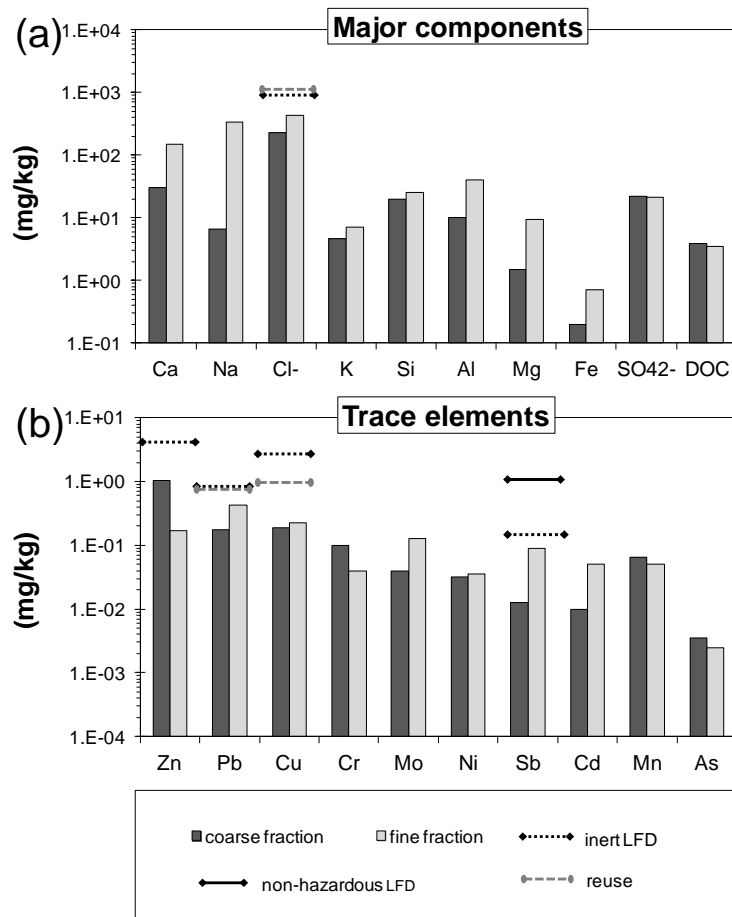 (a)
Major components
1.E+04
1.E+03
1.E+02
1.E+01
1.E+00
1.E-01
(mg/kg)
Ca Na Cl- K Si Al Mg Fe SO42- DOC
(b)
Trace elements
1.E+01
1.E+00
1.E-01
1.E-02
1.E-03
1.E-04
(mg/kg)
Zn Pb Cu Cr Mo Ni Sb Cd Mn As
coarse fraction fine fraction inert LFD
non-hazardous LFD reuse